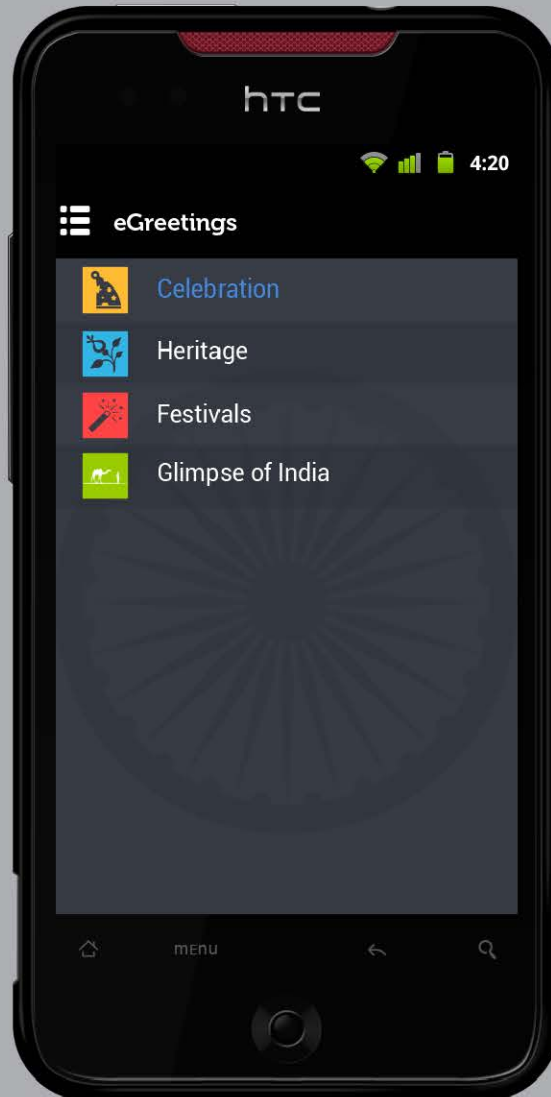 hTC
4:20
eGreetings
Celebration
Heritage
Festivals
Glimpse of India
mEnu